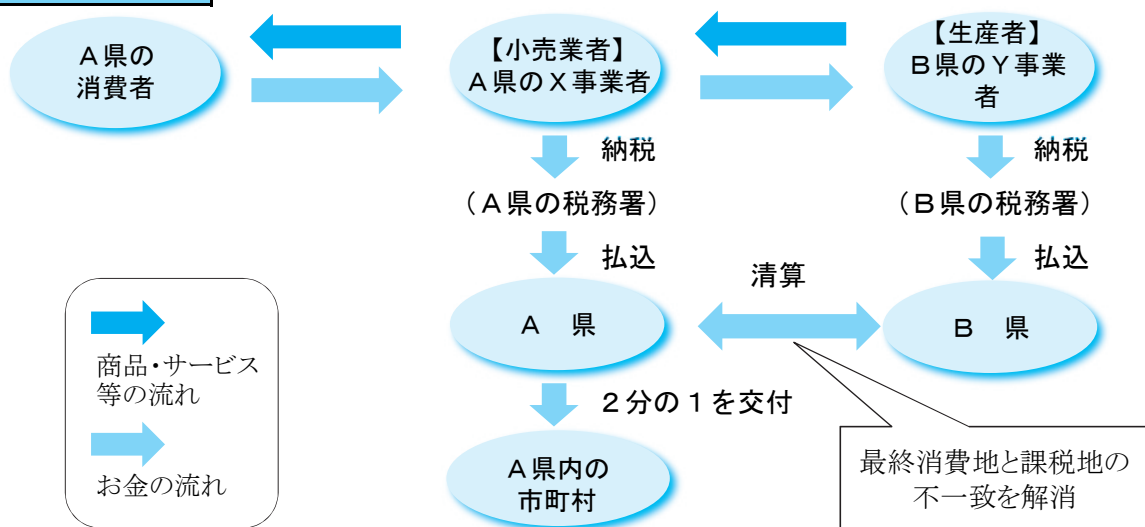 A県の
消費者
【小売業者】
A県のX事業者
【生産者】
B県のY事業
者
納税
納税
（A県の税務署）
（B県の税務署）
払込
払込
清算
A　県
B　県
商品・サービス
等の流れ
お金の流れ
2分の1を交付
A県内の
市町村
最終消費地と課税地の
不一致を解消